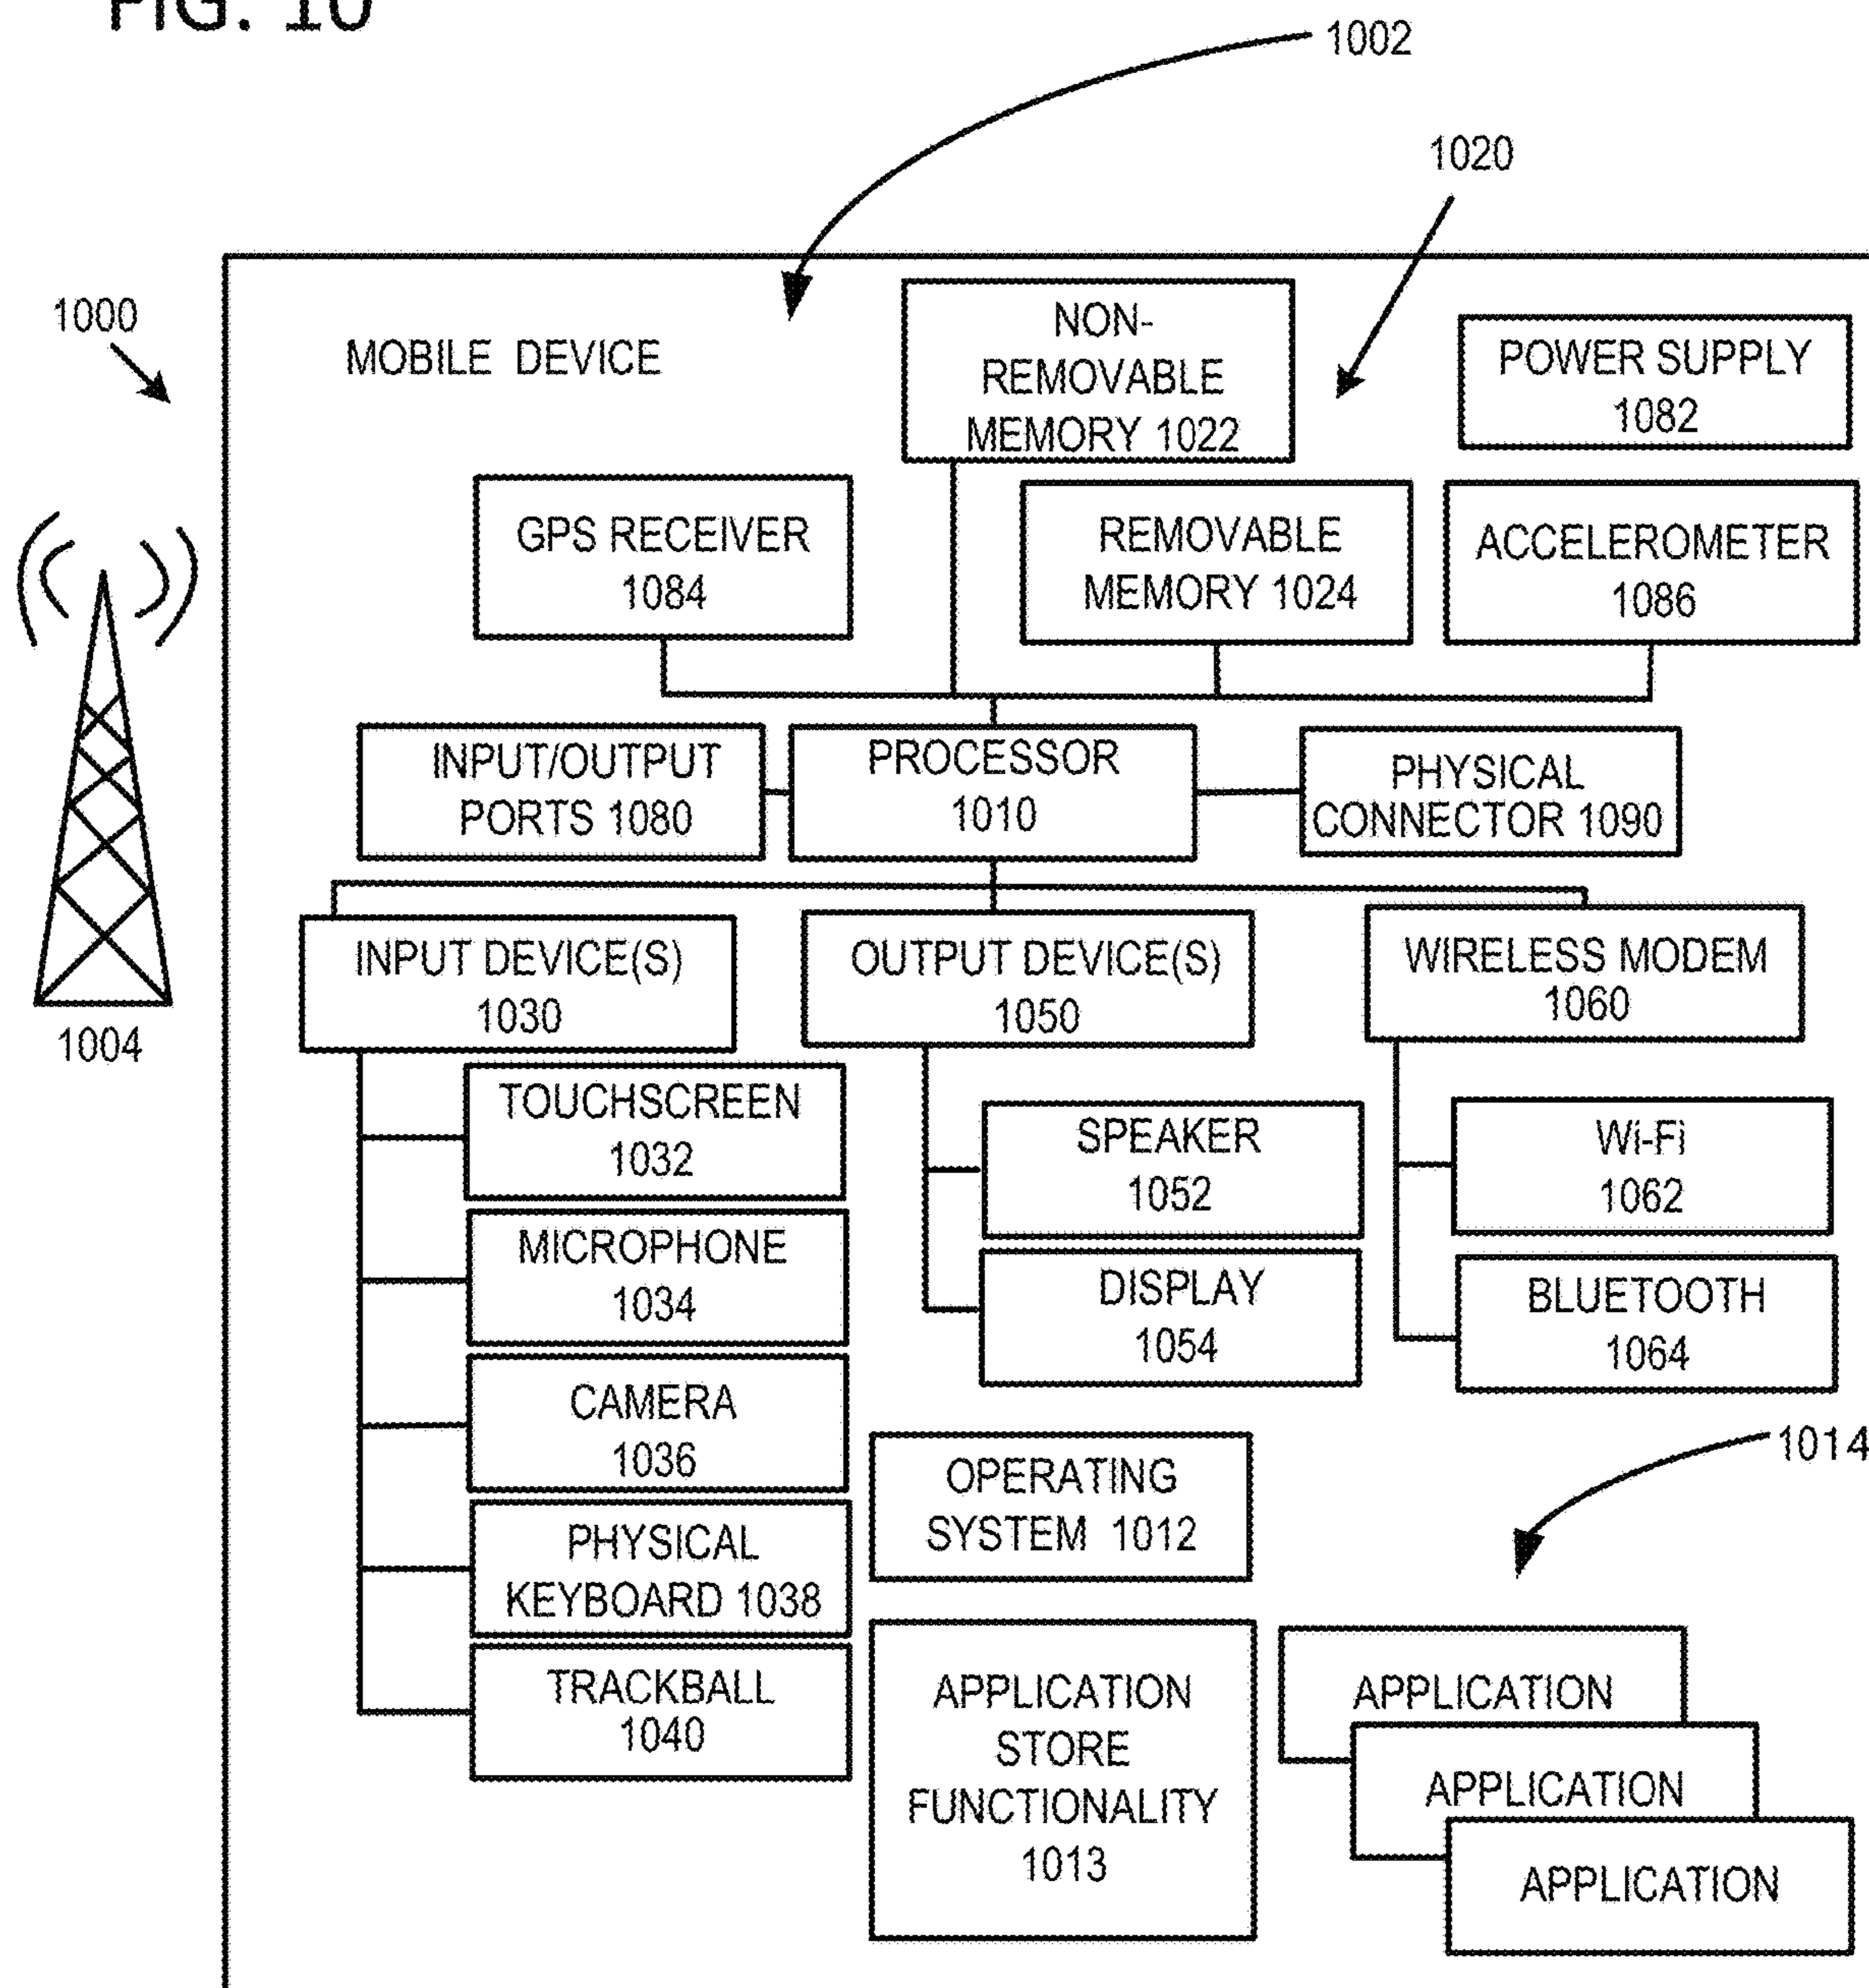 FIG. 10
1002
1020
1000
MOBILE DEVICE
NON-
REMOVABLE
MEMORY 1022
POWER SUPPLY
1082
GPS RECEIVER
1084
REMOVABLE
MEMORY 1024
ACCELEROMETER
1086
INPUT/OUTPUT
PORTS 1080
PROCESSOR
1010
PHYSICAL
CONNECTOR 1090
INPUT DEVICE(S)
1030
OUTPUT DEVICE(S)
1050
WIRELESS MODEM
1060
1004
TOUCHSCREEN
1032
MICROPHONE
1034
CAMERA
1036
PHYSICAL
KEYBOARD 1038
TRACKBALL
1040
SPEAKER
1052
DISPLAY
1054
Wi-Fi
1062
BLUETOOTH
1064
1014
OPERATING
SYSTEM 1012
APPLICATION
STORE
FUNCTIONALITY
1013
APPLICATION
APPLICATION
APPLICATION